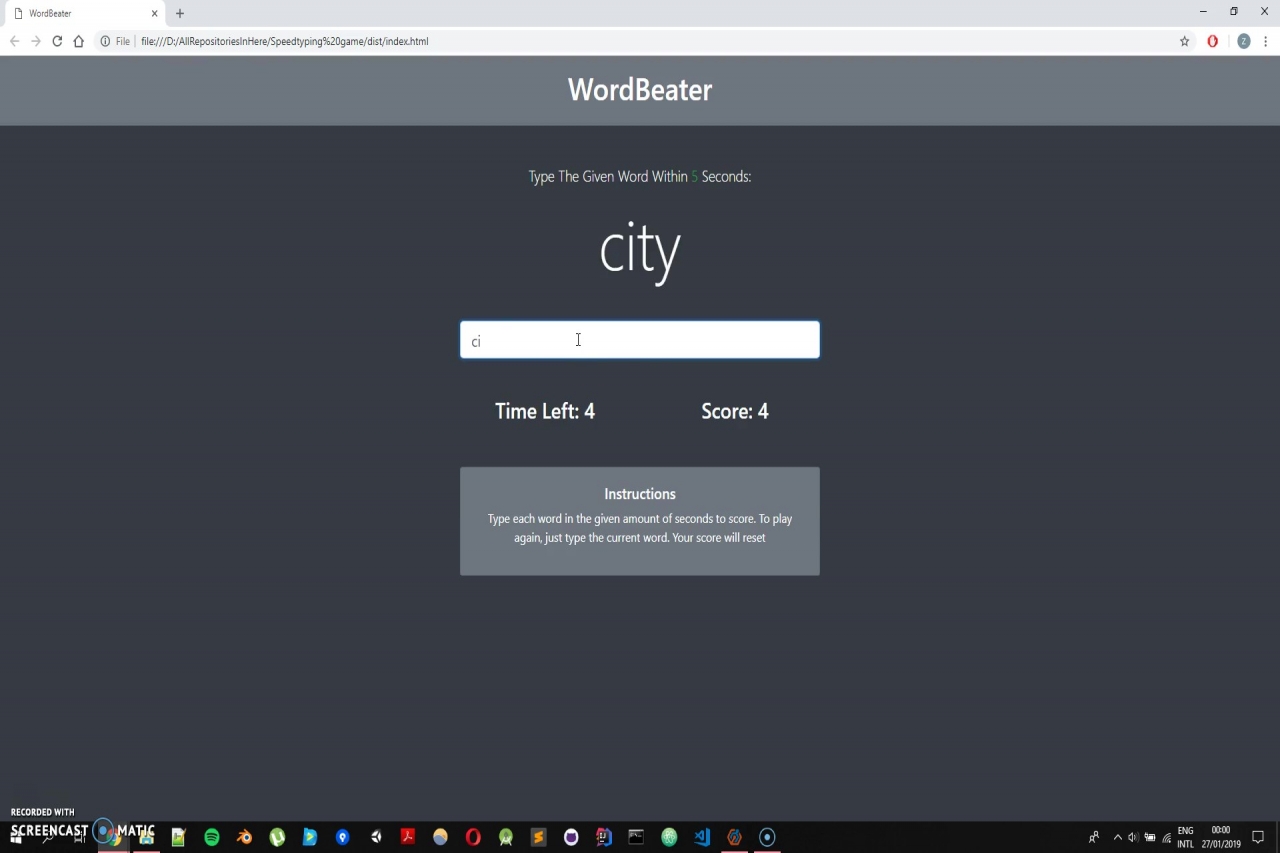 WordBeater
File
file:///D:/AllRepositoriesInHere/Speedtyping%20game/dist/index.html
Z
WordBeater
Type The Given Word Within 5 Seconds:
city
ci
Time Left: 4
Score: 4
Instructions
Type each word in the given amount of seconds to score. To play
again, just type the current word. Your score will reset
RECORDED WITH
SCREENCAST MATIC
ENG
INTL
00:00
27/01/2019